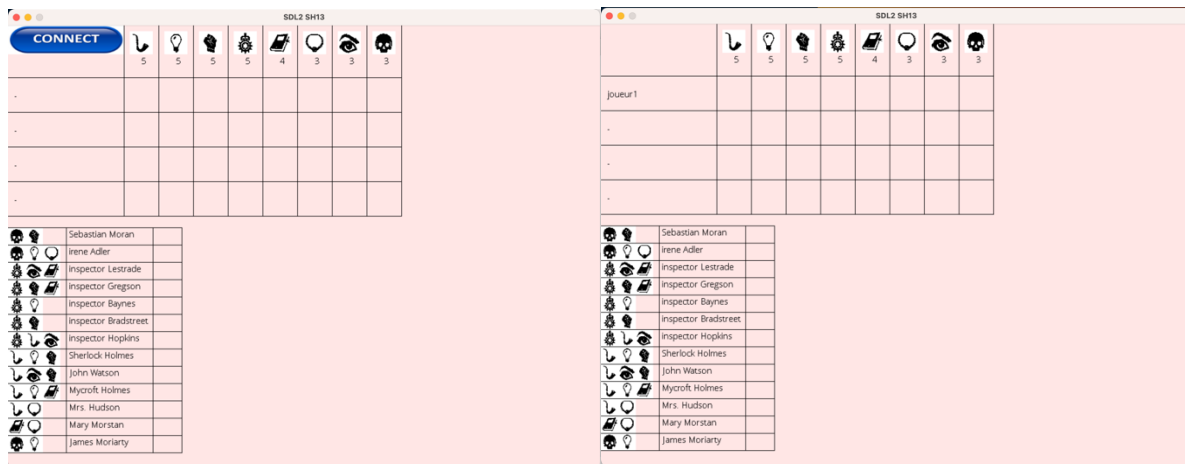 SDL2 SH13
CONNECT
5 5 5 5 4 3 3 3
-
-
-
-
Sebastian Moran
irene Adler
inspector Lestrade
inspector Gregson
inspector Baynes
inspector Bradstreet
inspector Hopkins
Sherlock Holmes
John Watson
Mycroft Holmes
Mrs. Hudson
Mary Morstan
James Moriarty
SDL2 SH13
5 5 5 5 4 3 3 3
joueur1
-
-
-
Sebastian Moran
irene Adler
inspector Lestrade
inspector Gregson
inspector Baynes
inspector Bradstreet
inspector Hopkins
Sherlock Holmes
John Watson
Mycroft Holmes
Mrs. Hudson
Mary Morstan
James Moriarty